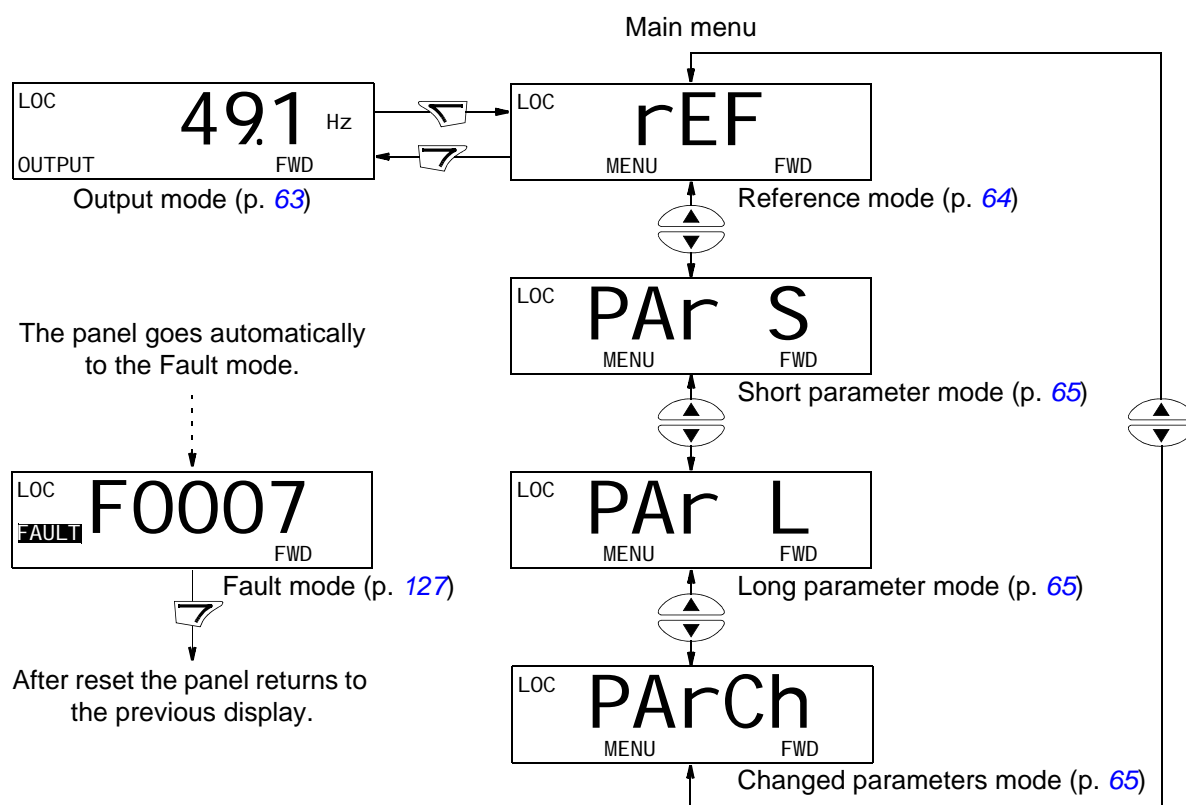 Main menu
LOC
49.1 Hz
OUTPUT FWD
Output mode (p. 63)
LOC
rEF
MENU FWD
Reference mode (p. 64)
LOC
PAr S
MENU FWD
Short parameter mode (p. 65)
The panel goes automatically
to the Fault mode.
LOC
F0007
FAULT
FWD
Fault mode (p. 127)
After reset the panel returns to
the previous display.
LOC
PAr L
MENU FWD
Long parameter mode (p. 65)
LOC
PArCh
MENU FWD
Changed parameters mode (p. 65)